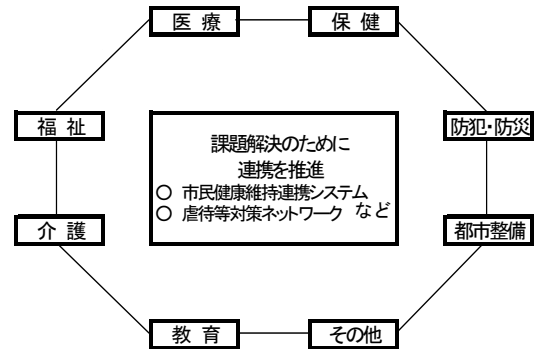 医 療
保 健
福 祉
防犯・防災
課題解決のために
連携を推進
○ 市民健康維持連携システム
○ 虐待等対策ネットワーク など
介 護
都市整備
教 育
その他